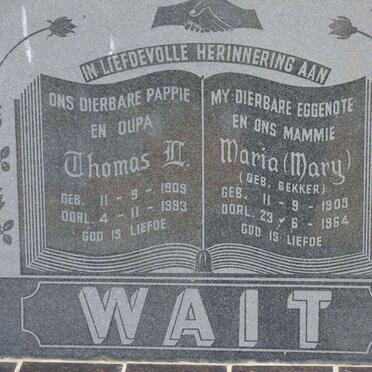 IN LIEFDEVOLLE HERINNERING AAN
ONS DIERBARE PAPPIE
EN OUPA
Thomas L.
GEB. 11 - 9 - 1909
OORL. 4 - 11 - 1993
GOD IS LIEFDE
MY DIERBARE EGGENOTE
EN ONS MAMMIE
Maria (Mary)
(GEB. BEKKER)
GEB. 11 - 9 - 1909
OORL. 23 - 6 - 1964
GOD IS LIEFDE
WAIT